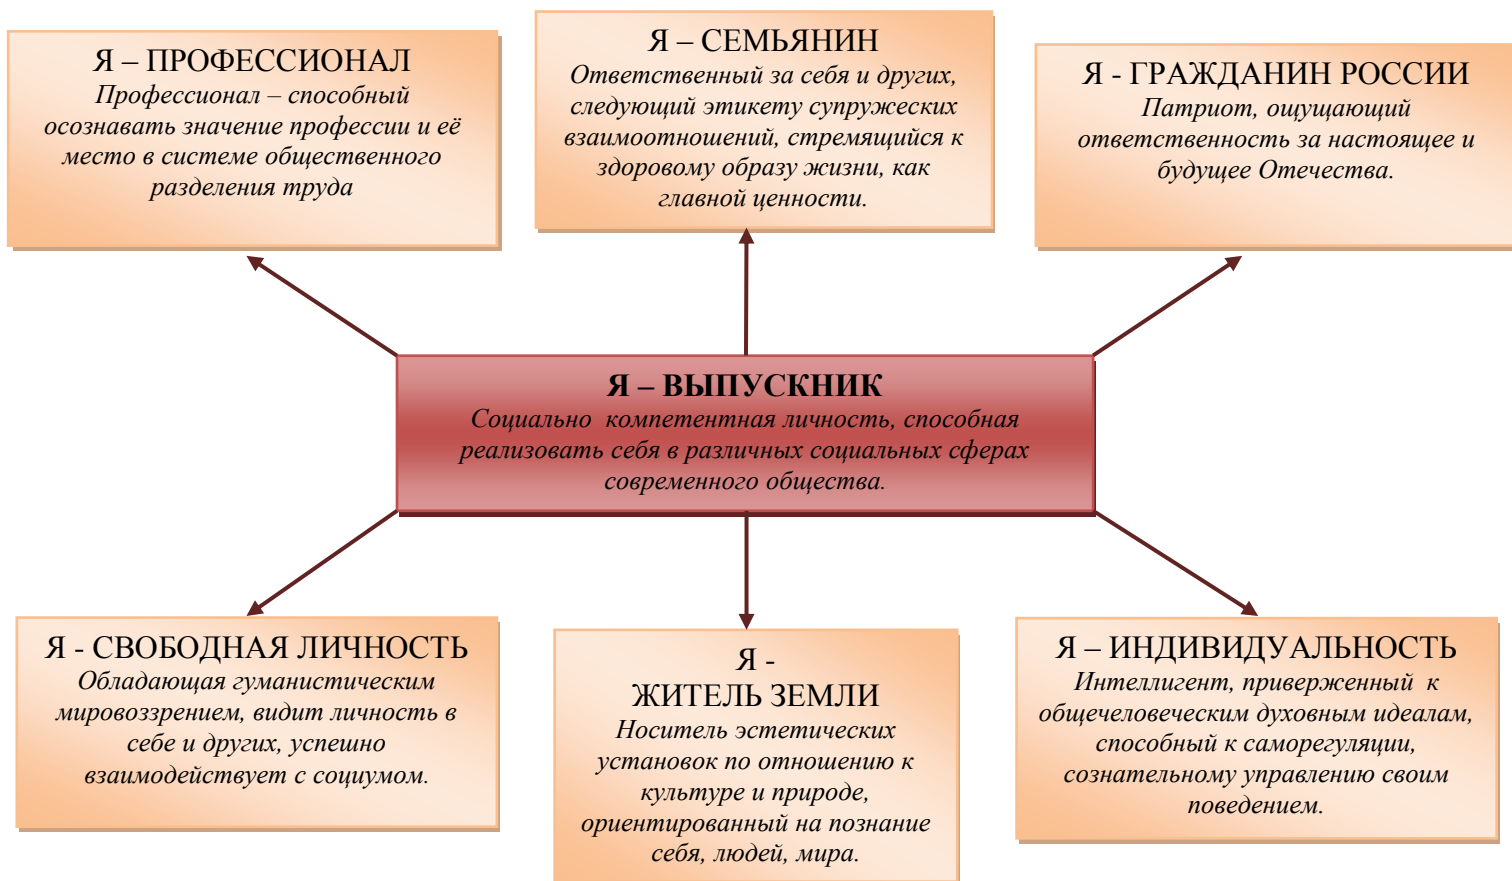 Я – ПРОФЕССИОНАЛ
Профессионал – способный
осознавать значение профессии и её
место в системе общественного
разделения труда
Я – СЕМЬЯНИН
Ответственный за себя и других,
следующий этикету супружеских
взаимоотношений, стремящийся к
здоровому образу жизни, как
главной ценности.
Я - ГРАЖДАНИН РОССИИ
Патриот, ощущающий
ответственность за настоящее и
будущее Отечества.
Я – ВЫПУСКНИК
Социально компетентная личность, способная
реализовать себя в различных социальных сферах
современного общества.
Я - СВОБОДНАЯ ЛИЧНОСТЬ
Обладающая гуманистическим
мировоззрением, видит личность в
себе и других, успешно
взаимодействует с социумом.
Я -
ЖИТЕЛЬ ЗЕМЛИ
Носитель эстетических
установок по отношению к
культуре и природе,
ориентированный на познание
себя, людей, мира.
Я – ИНДИВИДУАЛЬНОСТЬ
Интеллигент, приверженный к
общечеловеческим духовным идеалам,
способный к саморегуляции,
сознательному управлению своим
поведением.